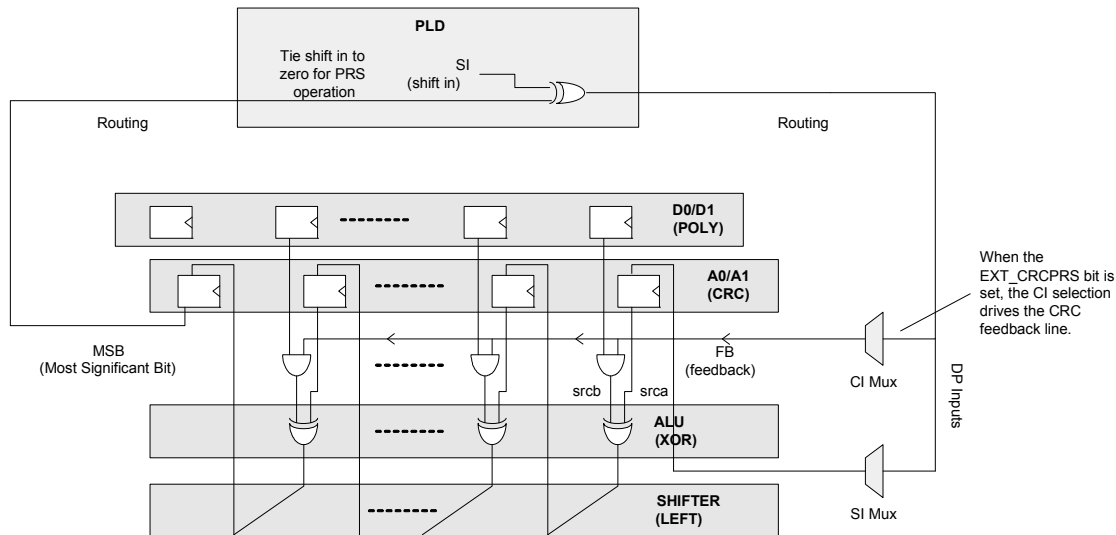 PLD
Tie shift in to
zero for PRS
operation
SI
(shift in)
Routing
Routing
D0/D1
(POLY)
A0/A1
(CRC)
When the
EXT_CRCPRS bit is
set, the CI selection
drives the CRC
feedback line.
MSB
(Most Significant Bit)
FB
(feedback)
CI Mux
DP Inputs
srcb
srca
ALU
(XOR)
SHIFTER
(LEFT)
SI Mux